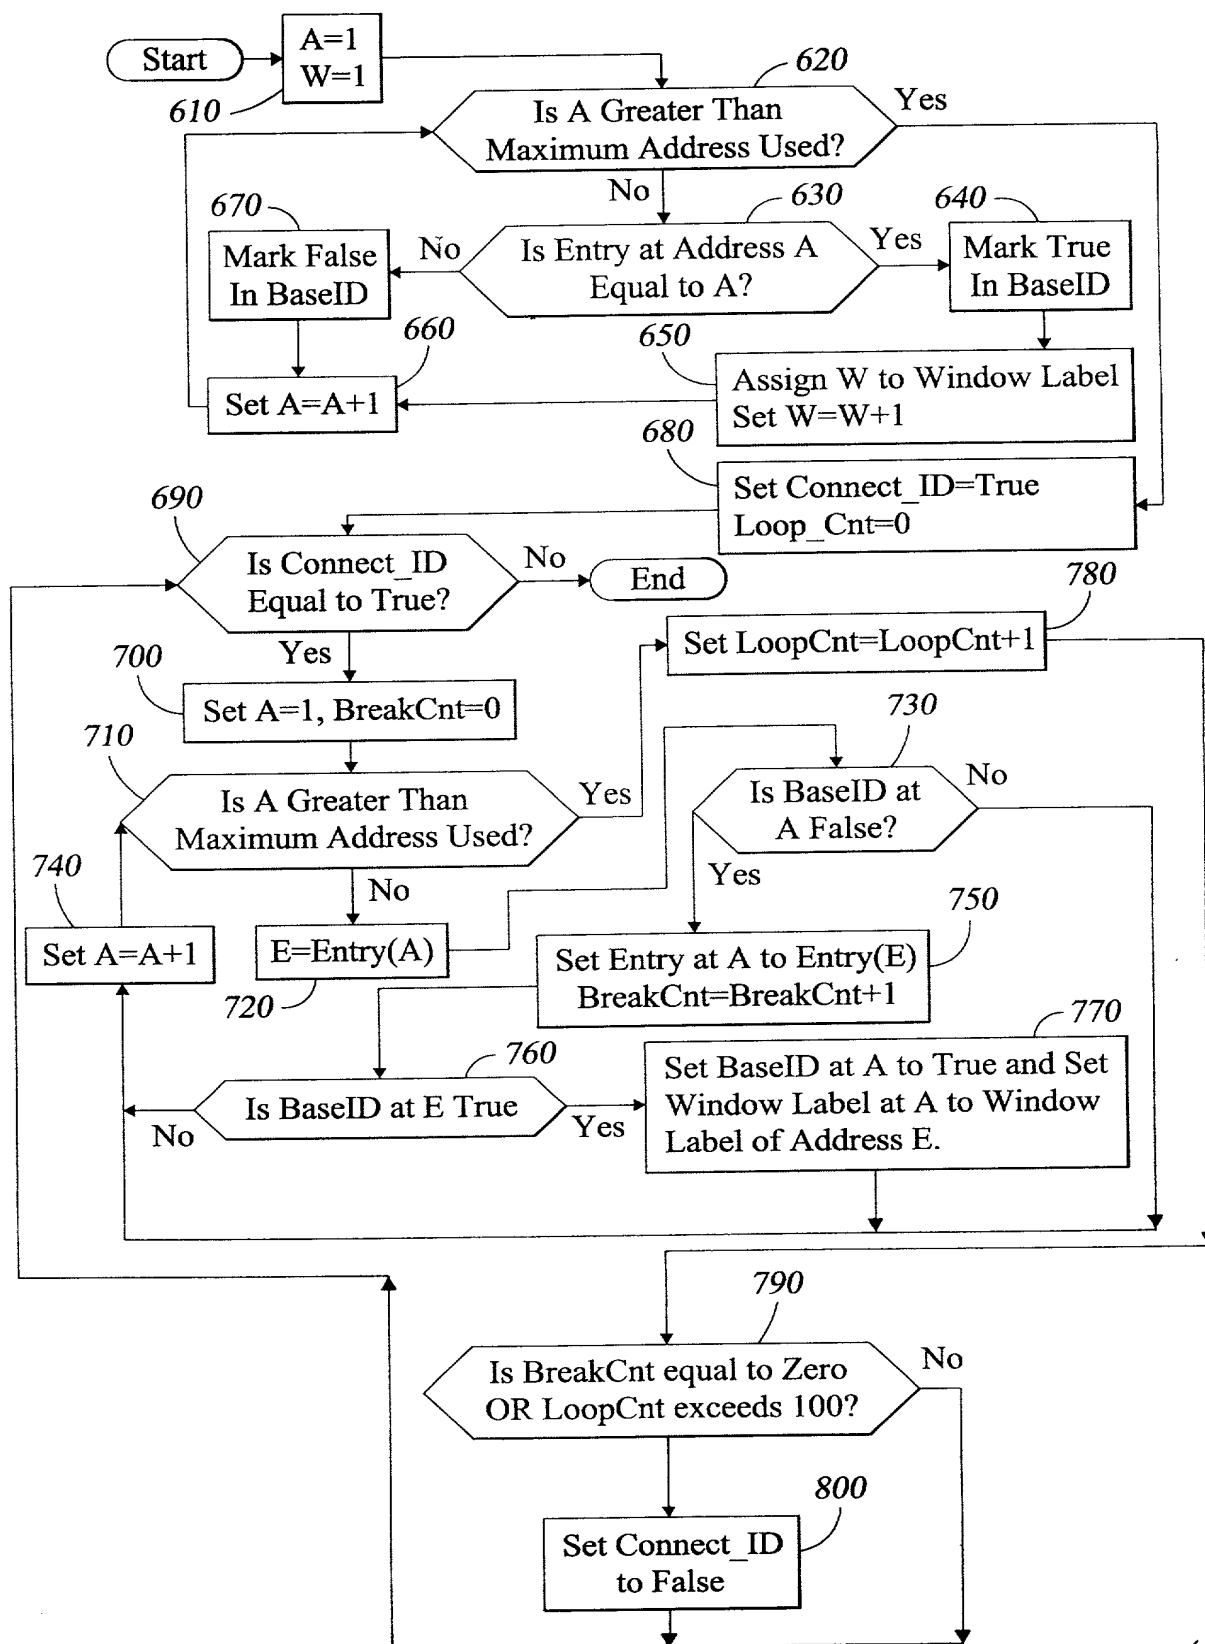 Start
A=1
W=1
610
620
Is A Greater Than
Maximum Address Used?
Yes
No
630
Is Entry at Address A
Equal to A?
No
Yes
670
Mark False
In BaseID
640
Mark True
In BaseID
650
Assign W to Window Label
Set W=W+1
660
Set A=A+1
680
Set Connect_ID=True
Loop_Cnt=0
690
Is Connect_ID
Equal to True?
No
End
Yes
780
Set LoopCnt=LoopCnt+1
700
Set A=1, BreakCnt=0
710
Is A Greater Than
Maximum Address Used?
Yes
No
730
Is BaseID at
A False?
No
Yes
740
Set A=A+1
E=Entry(A)
720
750
Set Entry at A to Entry(E)
BreakCnt=BreakCnt+1
760
Is BaseID at E True
No
Yes
770
Set BaseID at A to True and Set
Window Label at A to Window
Label of Address E.
790
Is BreakCnt equal to Zero
OR LoopCnt exceeds 100?
No
800
Set Connect_ID
to False